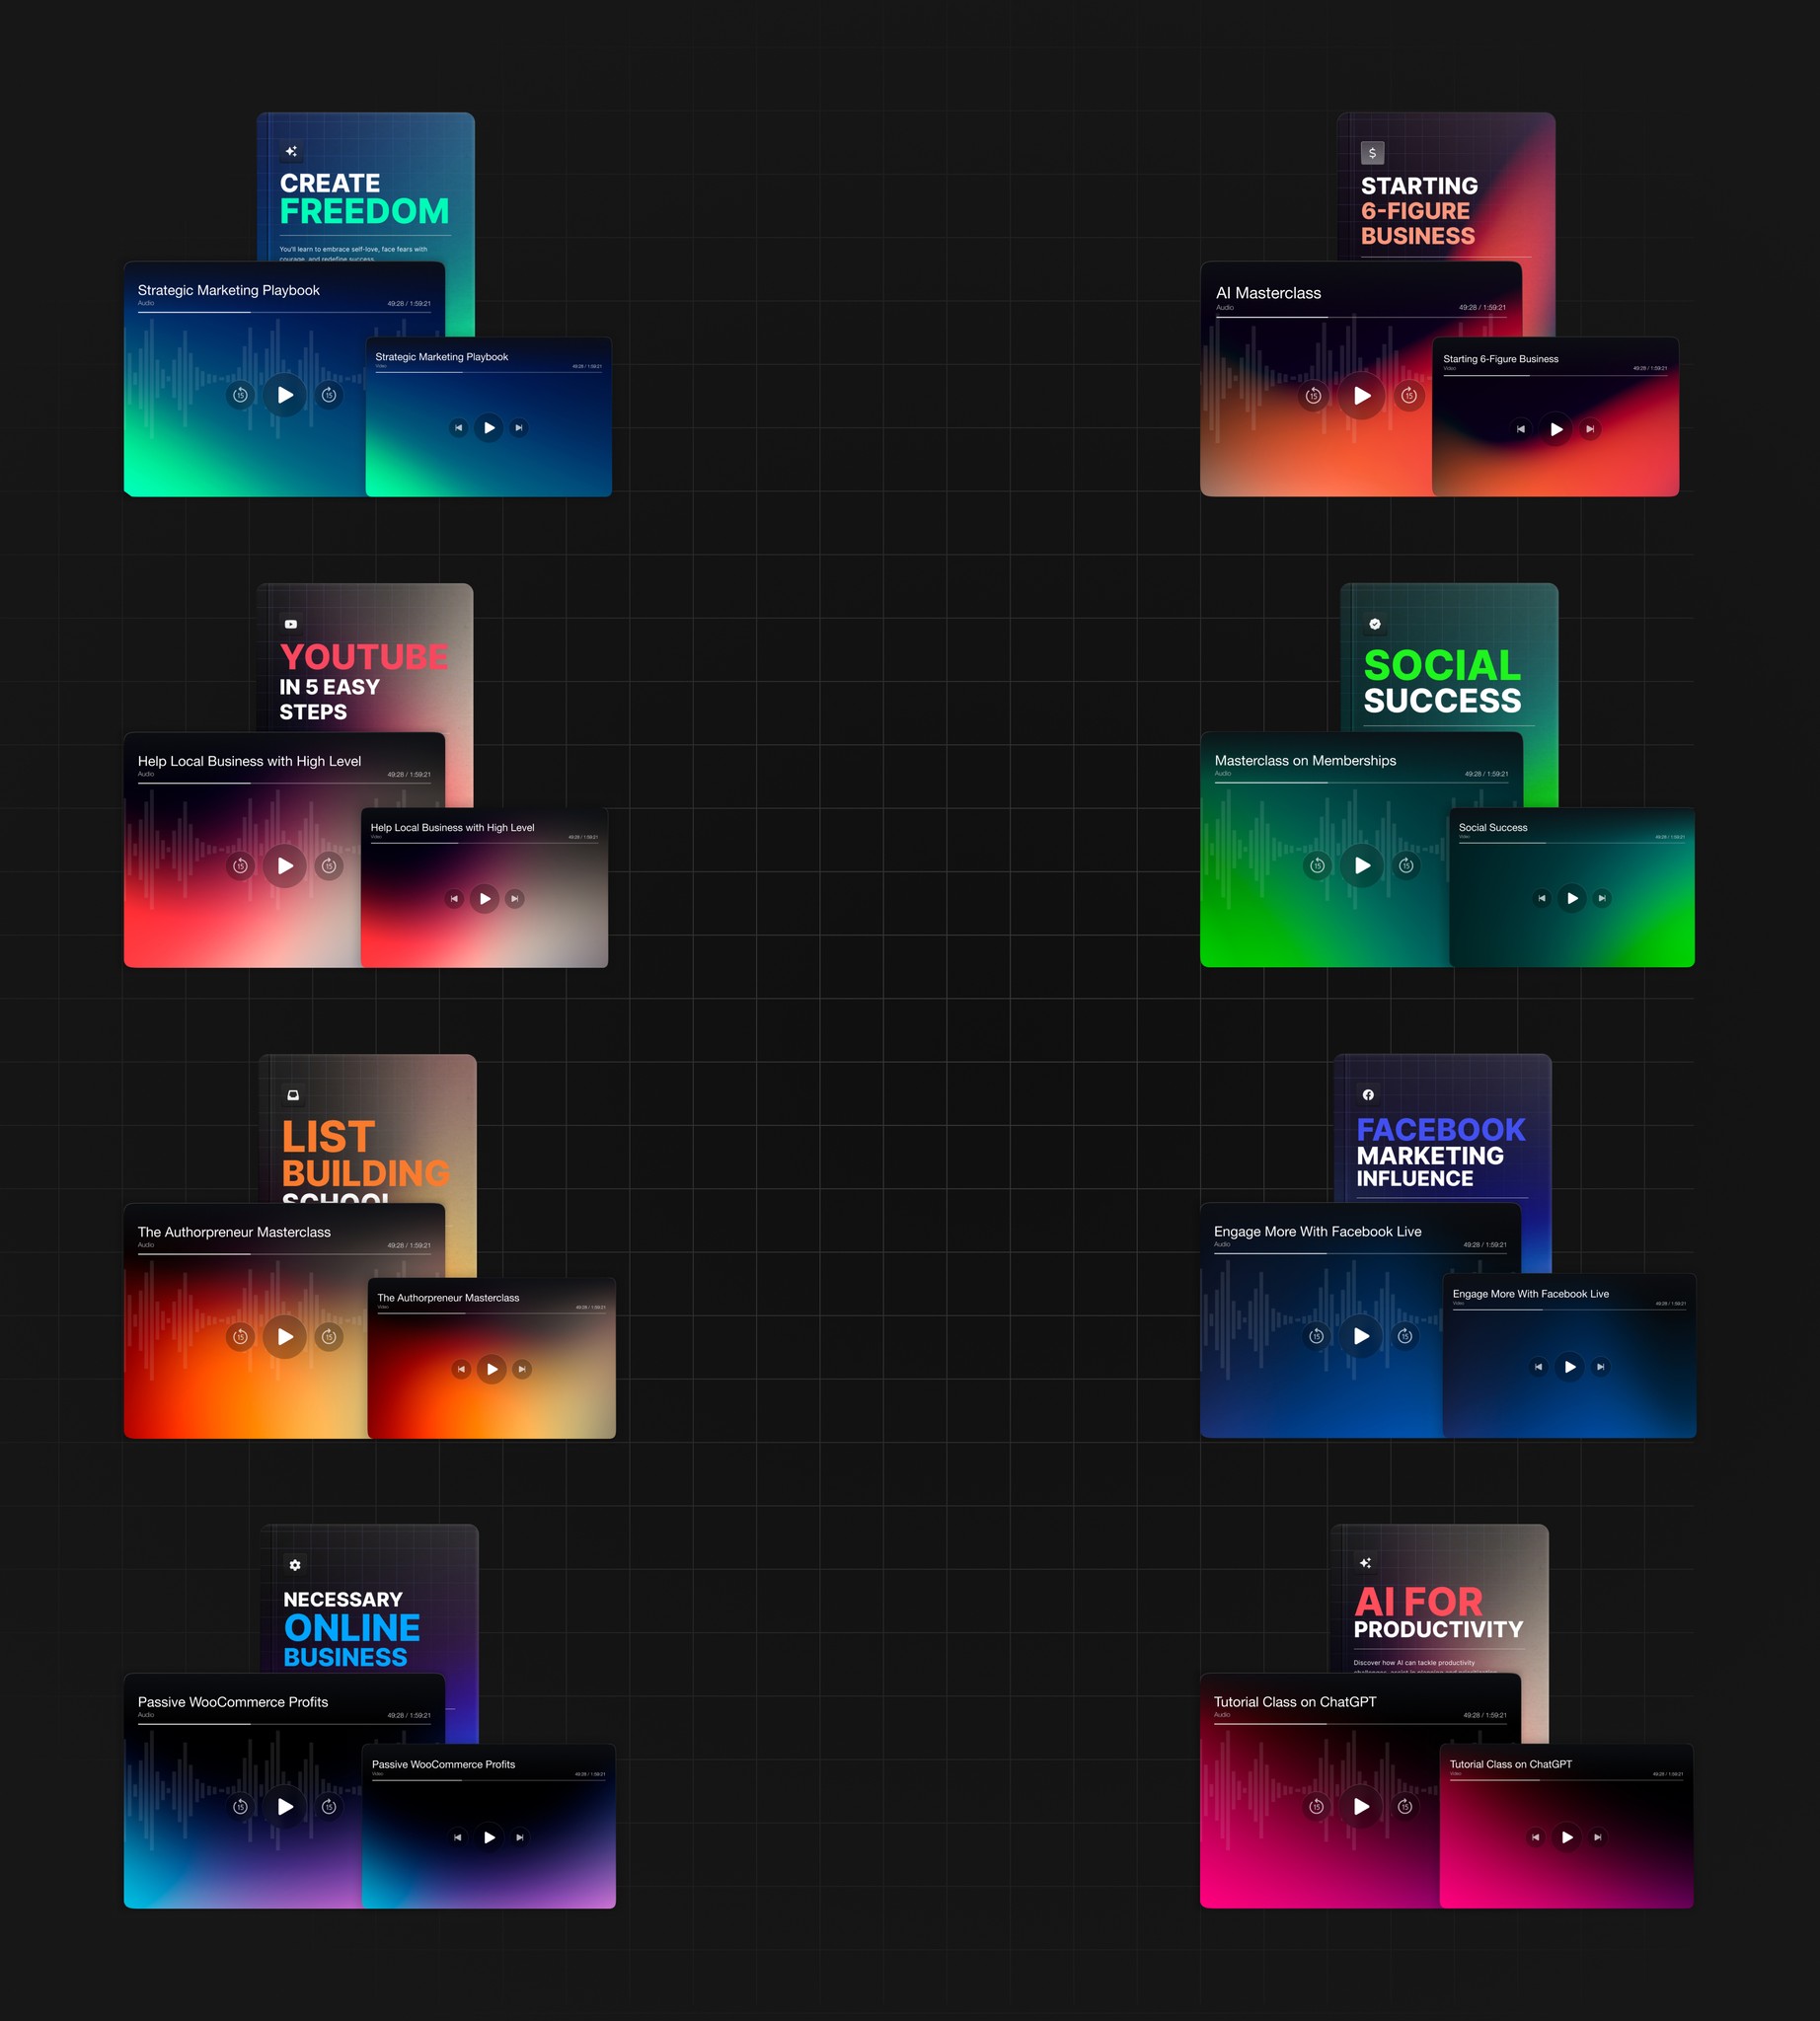 CREATE
FREEDOM
You'll learn to embrace self-love, face fears with
courage, and redefine success.
Strategic Marketing Playbook
Audio
49:28 / 1:59:21
15
15
Strategic Marketing Playbook
Video
49:28 / 1:59:21
$
STARTING
6-FIGURE
BUSINESS
AI Masterclass
Audio
49:28 / 1:59:21
15
15
Starting 6-Figure Business
Video
49:28 / 1:59:21
YOUTUBE
IN 5 EASY
STEPS
Help Local Business with High Level
Audio
49:28 / 1:59:21
15
15
Help Local Business with High Level
Video
49:28 / 1:59:21
SOCIAL
SUCCESS
Masterclass on Memberships
Audio
49:28 / 1:59:21
15
15
Social Success
Video
49:28 / 1:59:21
LIST
BUILDING
SCHOOL
The Authorpreneur Masterclass
Audio
49:28 / 1:59:21
15
15
The Authorpreneur Masterclass
Video
49:28 / 1:59:21
FACEBOOK
MARKETING
INFLUENCE
Engage More With Facebook Live
Audio
49:28 / 1:59:21
15
15
Engage More With Facebook Live
Video
49:28 / 1:59:21
NECESSARY
ONLINE
BUSINESS
Passive WooCommerce Profits
Audio
49:28 / 1:59:21
15
15
Passive WooCommerce Profits
Video
49:28 / 1:59:21
AI FOR
PRODUCTIVITY
Discover how AI can tackle productivity
challenges, assist in planning and prioritization
Tutorial Class on ChatGPT
Audio
49:28 / 1:59:21
15
15
Tutorial Class on ChatGPT
Video
49:28 / 1:59:21